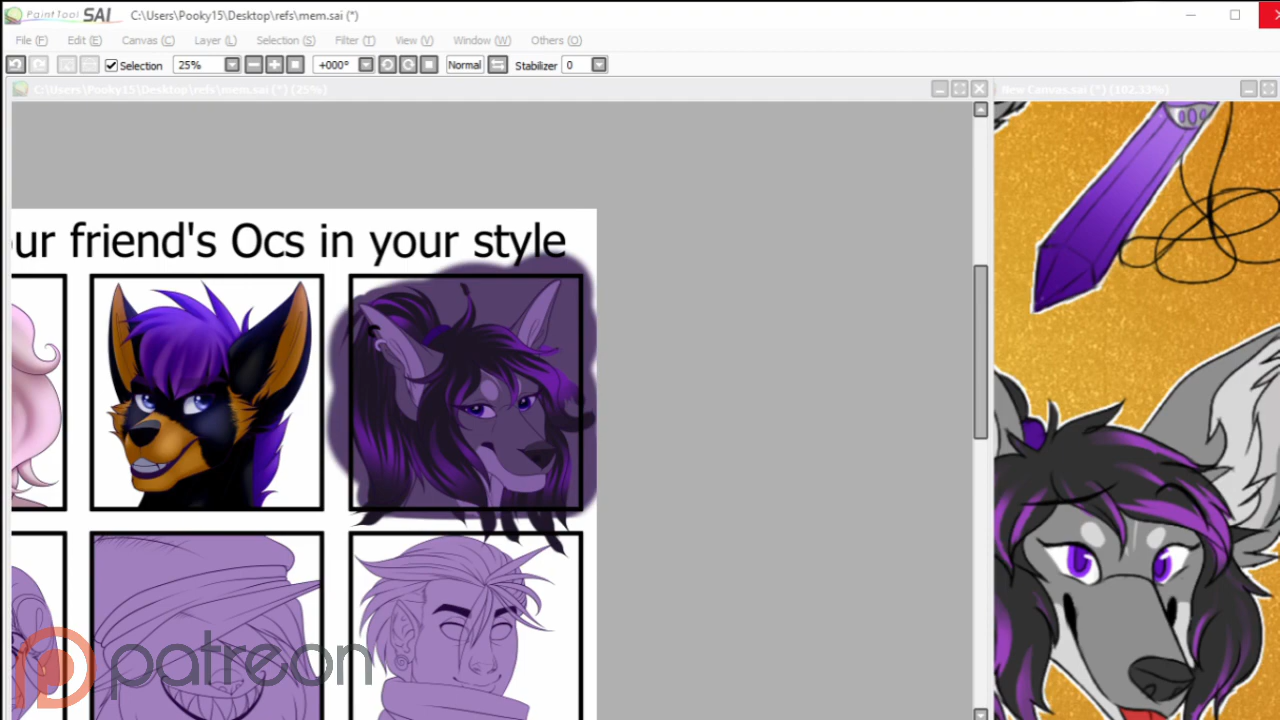 PaintTool SAI C:\Users\Pooky15\Desktop\refs\mem.sai (*)
File (F) Edit (E) Canvas (C) Layer (L) Selection (S) Filter (T) View (V) Window (W) Others (O)
Selection 25% +000° Normal Stabilizer 0
C:\Users\Pooky15\Desktop\refs\mem.sai (*) (25%)
New Canvas.sai (*) (102.33%)
ur friend's Ocs in your style
patreon